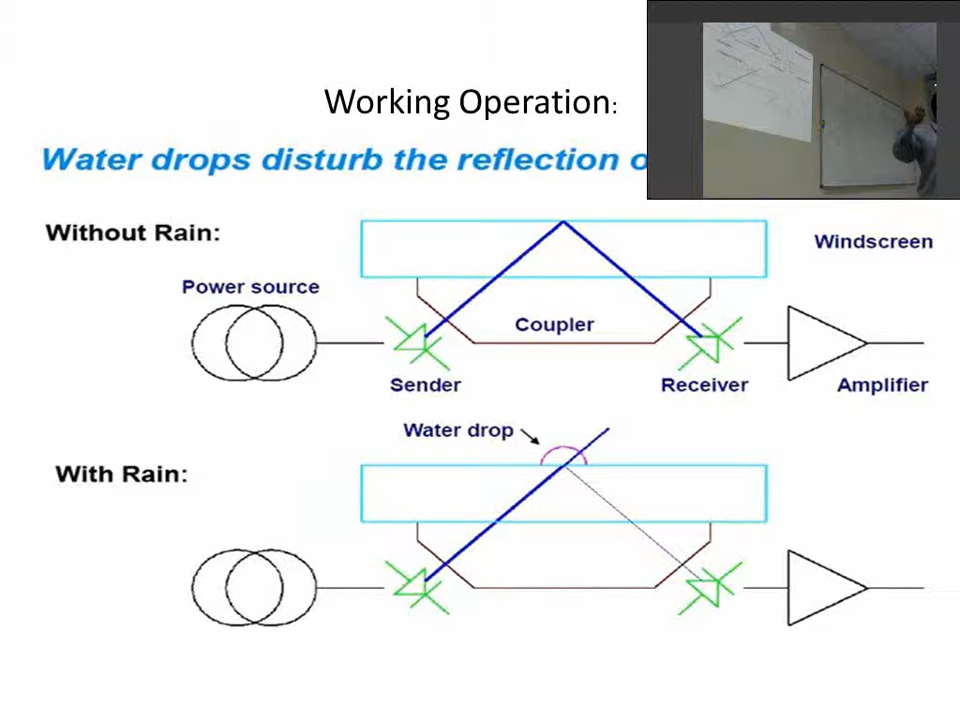 Working Operation:
Water drops disturb the reflection
Without Rain:
Windscreen
Power source
Coupler
Sender
Receiver
Amplifier
Water drop
With Rain: